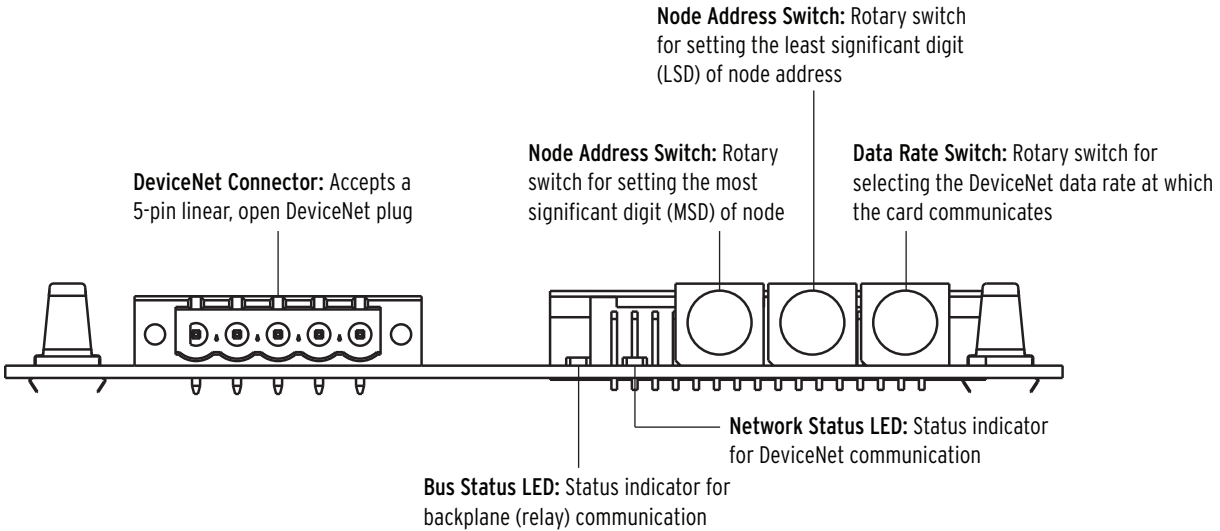 Node Address Switch: Rotary switch
for setting the least significant digit
(LSD) of node address
Node Address Switch: Rotary
switch for setting the most
significant digit (MSD) of node
Data Rate Switch: Rotary switch for
selecting the DeviceNet data rate at which
the card communicates
DeviceNet Connector: Accepts a
5-pin linear, open DeviceNet plug
Network Status LED: Status indicator
for DeviceNet communication
Bus Status LED: Status indicator for
backplane (relay) communication